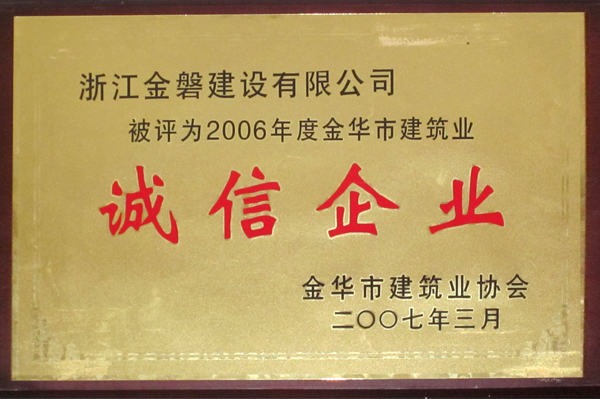 浙江金磐建设有限公司
被评为2006年度金华市建筑业
诚信企业
金华市建筑业协会
二〇〇七年三月